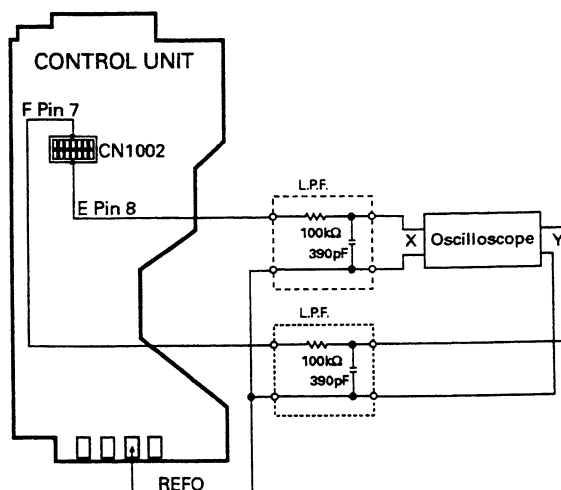 CONTROL UNIT
F Pin 7
CN1002
E Pin 8
L.P.F.
100kΩ
390pF
X
Oscilloscope
Y
L.P.F.
100kΩ
390pF
REFO